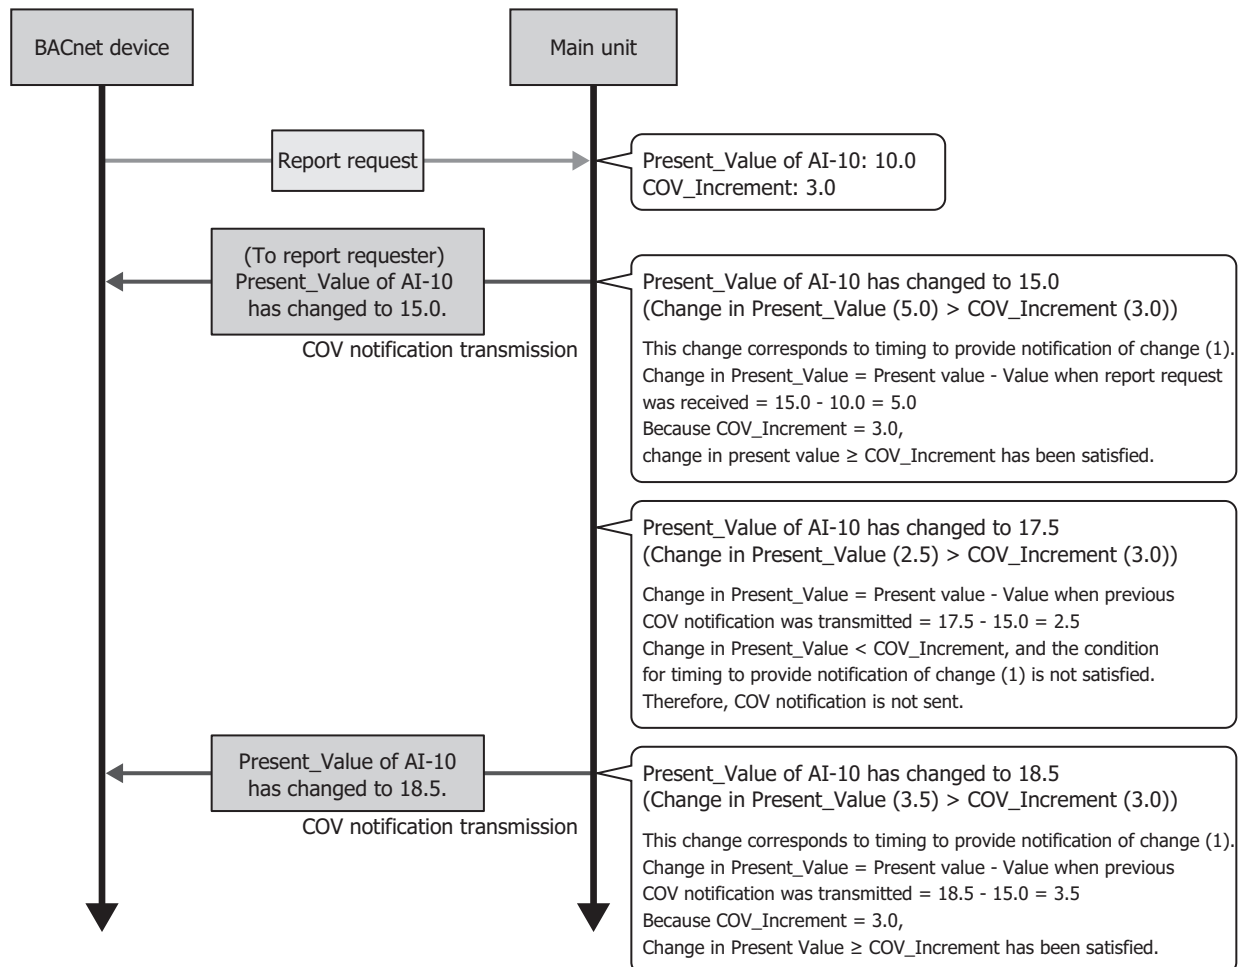 BACnet device
Main unit
Report request
Present_Value of AI-10: 10.0
COV_Increment: 3.0
(To report requester)
Present_Value of AI-10
has changed to 15.0.
COV notification transmission
Present_Value of AI-10 has changed to 15.0
(Change in Present_Value (5.0) > COV_Increment (3.0))
This change corresponds to timing to provide notification of change (1).
Change in Present_Value = Present value - Value when report request
was received = 15.0 - 10.0 = 5.0
Because COV_Increment = 3.0,
change in present value ≥ COV_Increment has been satisfied.
Present_Value of AI-10 has changed to 17.5
(Change in Present_Value (2.5) > COV_Increment (3.0))
Change in Present_Value = Present value - Value when previous
COV notification was transmitted = 17.5 - 15.0 = 2.5
Change in Present_Value < COV_Increment, and the condition
for timing to provide notification of change (1) is not satisfied.
Therefore, COV notification is not sent.
Present_Value of AI-10
has changed to 18.5.
COV notification transmission
Present_Value of AI-10 has changed to 18.5
(Change in Present_Value (3.5) > COV_Increment (3.0))
This change corresponds to timing to provide notification of change (1).
Change in Present_Value = Present value - Value when previous
COV notification was transmitted = 18.5 - 15.0 = 3.5
Because COV_Increment = 3.0,
Change in Present Value ≥ COV_Increment has been satisfied.